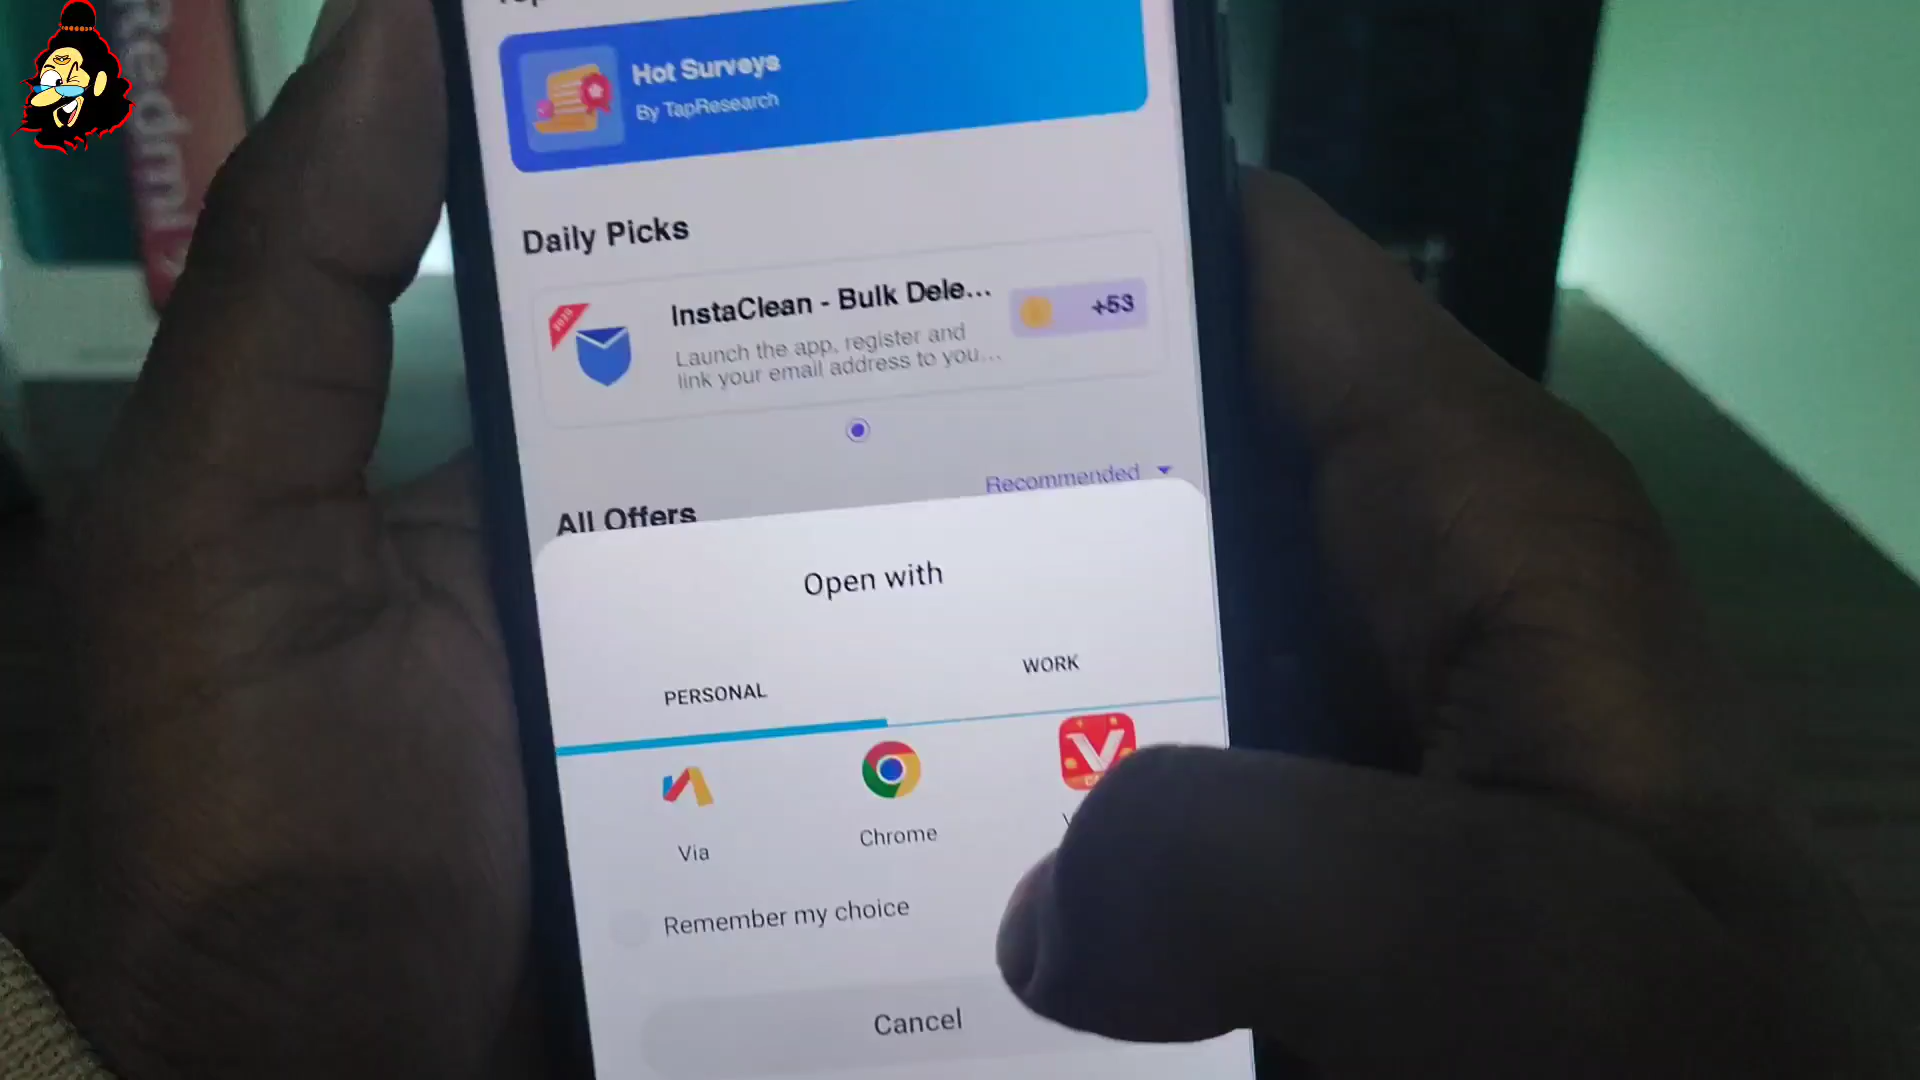 Redmi
Hot Surveys
By TapResearch
Daily Picks
InstaClean - Bulk Dele...
+53
Launch the app, register and
link your email address to you...
Recommended
All Offers
Open with
PERSONAL
WORK
Via
Chrome
Remember my choice
Cancel